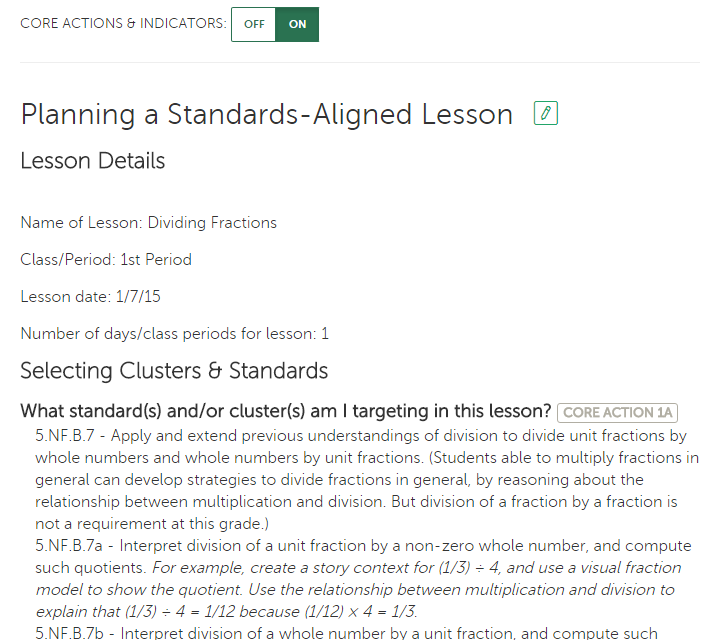 CORE ACTIONS & INDICATORS: OFF ON
Planning a Standards-Aligned Lesson
Lesson Details
Name of Lesson: Dividing Fractions
Class/Period: 1st Period
Lesson date: 1/7/15
Number of days/class periods for lesson: 1
Selecting Clusters & Standards
What standard(s) and/or cluster(s) am I targeting in this lesson? CORE ACTION 1A
5.NF.B.7 - Apply and extend previous understandings of division to divide unit fractions by
whole numbers and whole numbers by unit fractions. (Students able to multiply fractions in
general can develop strategies to divide fractions in general, by reasoning about the
relationship between multiplication and division. But division of a fraction by a fraction is
not a requirement at this grade.)
5.NF.B.7a - Interpret division of a unit fraction by a non-zero whole number, and compute
such quotients. For example, create a story context for (1/3) ÷ 4, and use a visual fraction
model to show the quotient. Use the relationship between multiplication and division to
explain that (1/3) ÷ 4 = 1/12 because (1/12) × 4 = 1/3.
5.NF.B.7b - Interpret division of a whole number by a unit fraction, and compute such